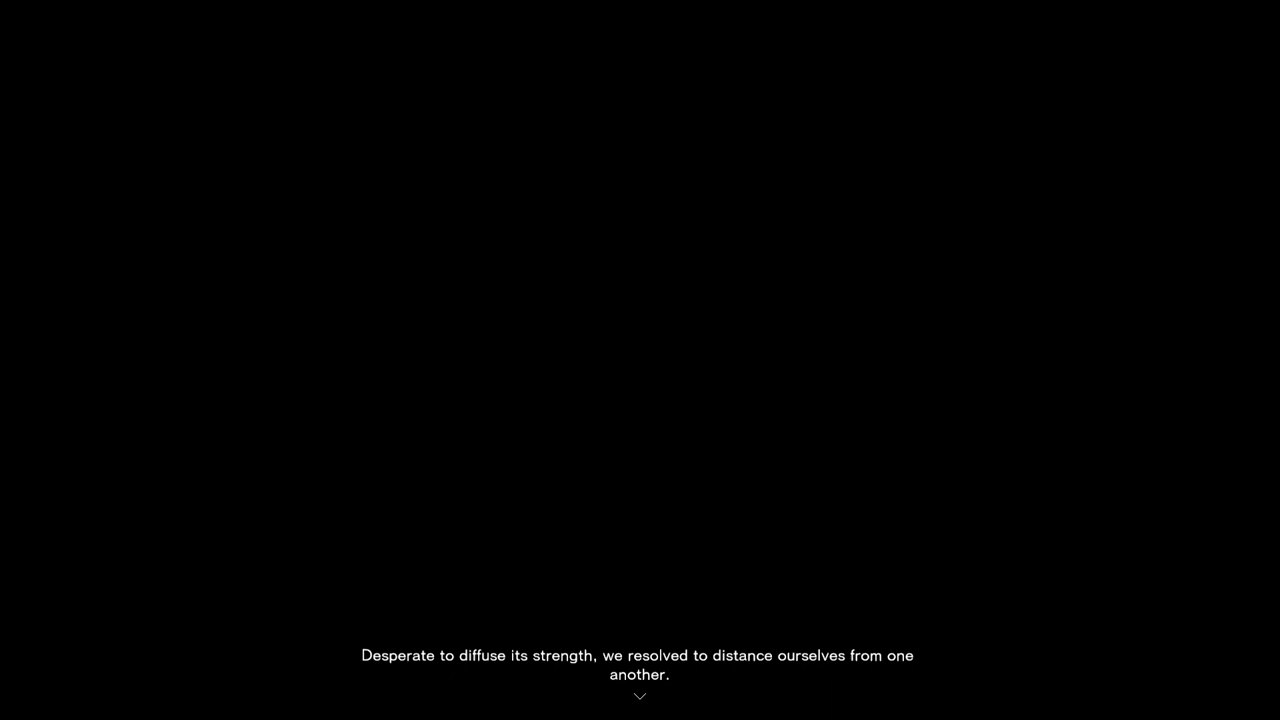 Desperate to diffuse its strength, we resolved to distance ourselves from one
another.